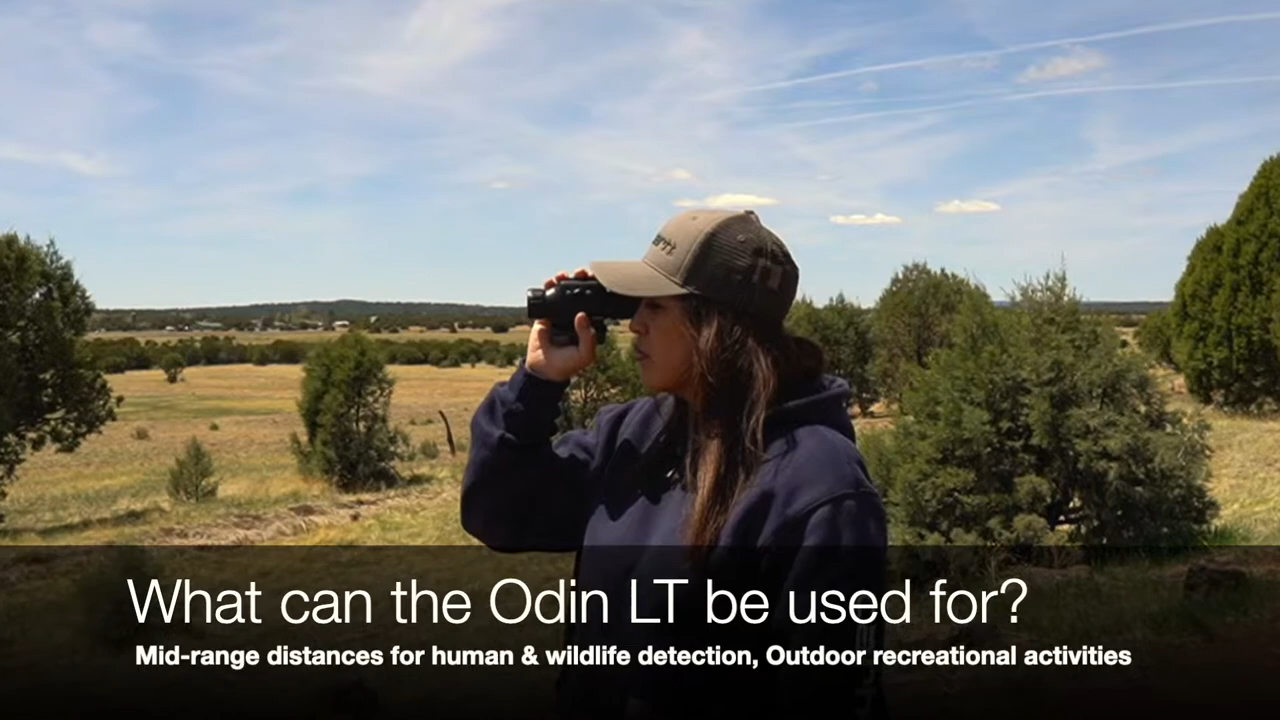 What can the Odin LT be used for?
Mid-range distances for human & wildlife detection, Outdoor recreational activities